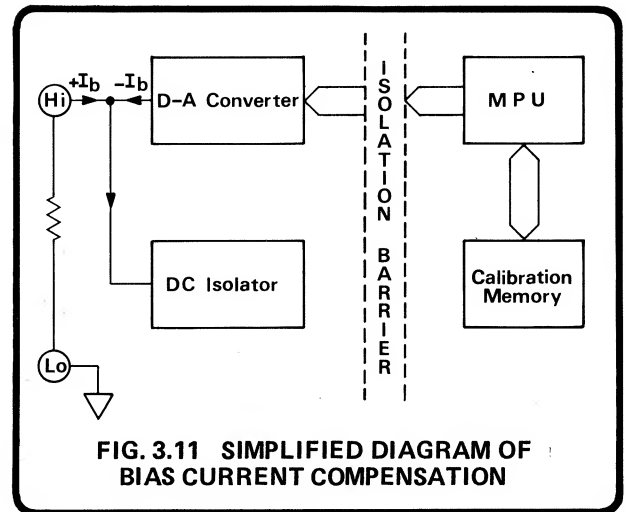 +Ib
-Ib
Hi
D-A Converter
ISOLATION BARRIER
MPU
DC Isolator
Calibration
Memory
Lo
FIG. 3.11 SIMPLIFIED DIAGRAM OF
BIAS CURRENT COMPENSATION